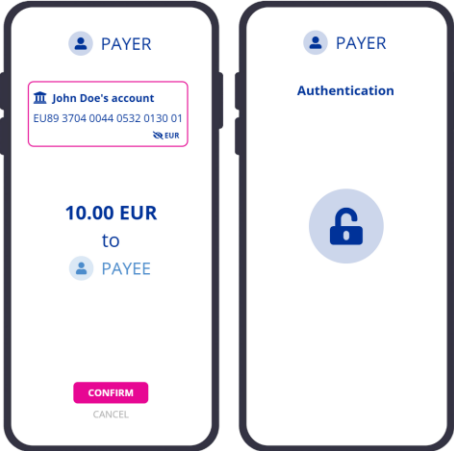 PAYER
John Doe's account
EU89 3704 0044 0532 0130 01
EUR
10.00 EUR
to
PAYEE
CONFIRM
CANCEL
PAYER
Authentication